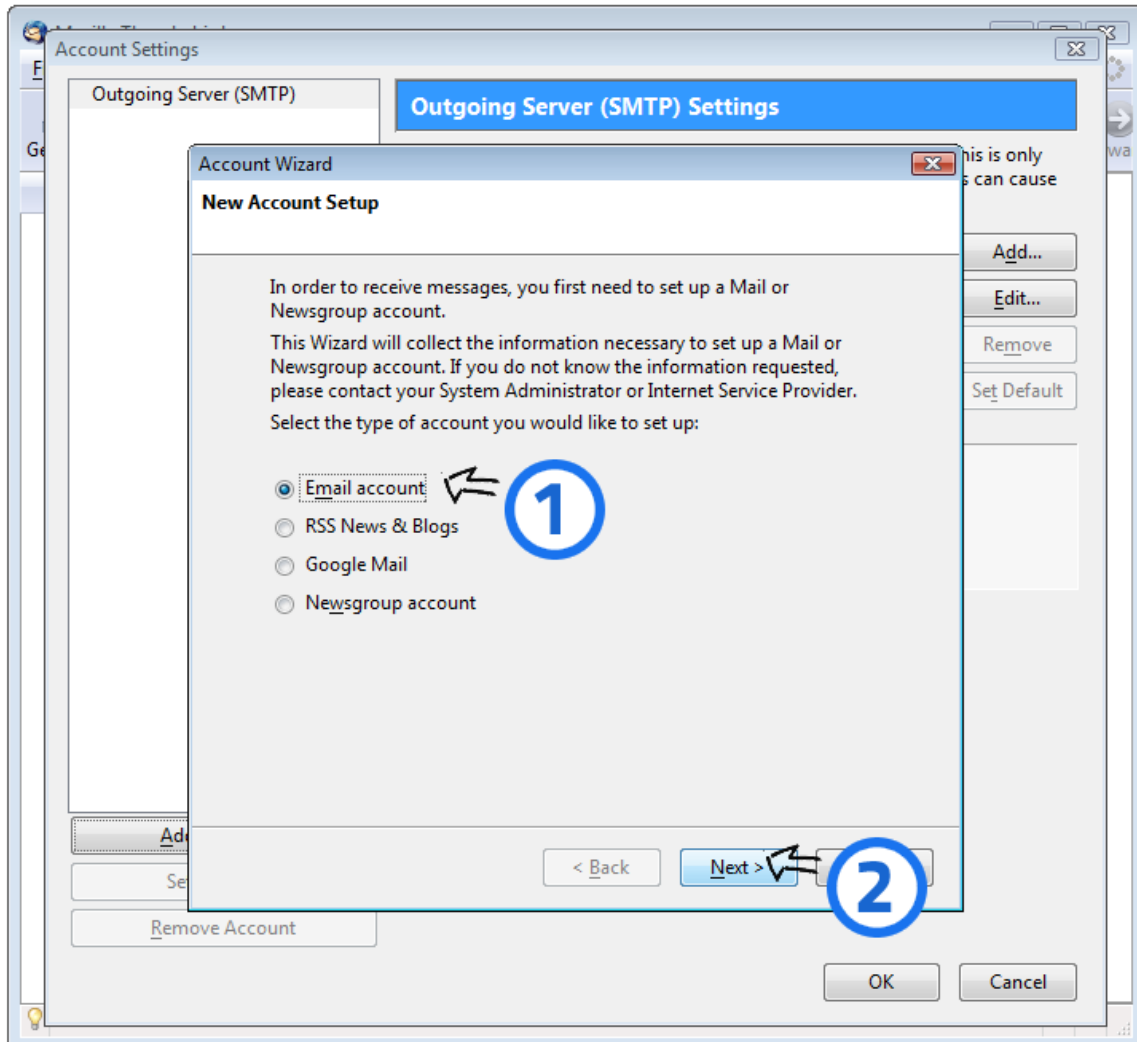 Account Settings
F
Outgoing Server (SMTP)
Outgoing Server (SMTP) Settings
Ge
wa
his is only
s can cause
Account Wizard
New Account Setup
In order to receive messages, you first need to set up a Mail or
Newsgroup account.
This Wizard will collect the information necessary to set up a Mail or
Newsgroup account. If you do not know the information requested,
please contact your System Administrator or Internet Service Provider.
Select the type of account you would like to set up:
Email account
1
RSS News & Blogs
Google Mail
Newsgroup account
Add...
Edit...
Remove
Set Default
Add
Se
Remove Account
< Back
Next >
2
OK
Cancel